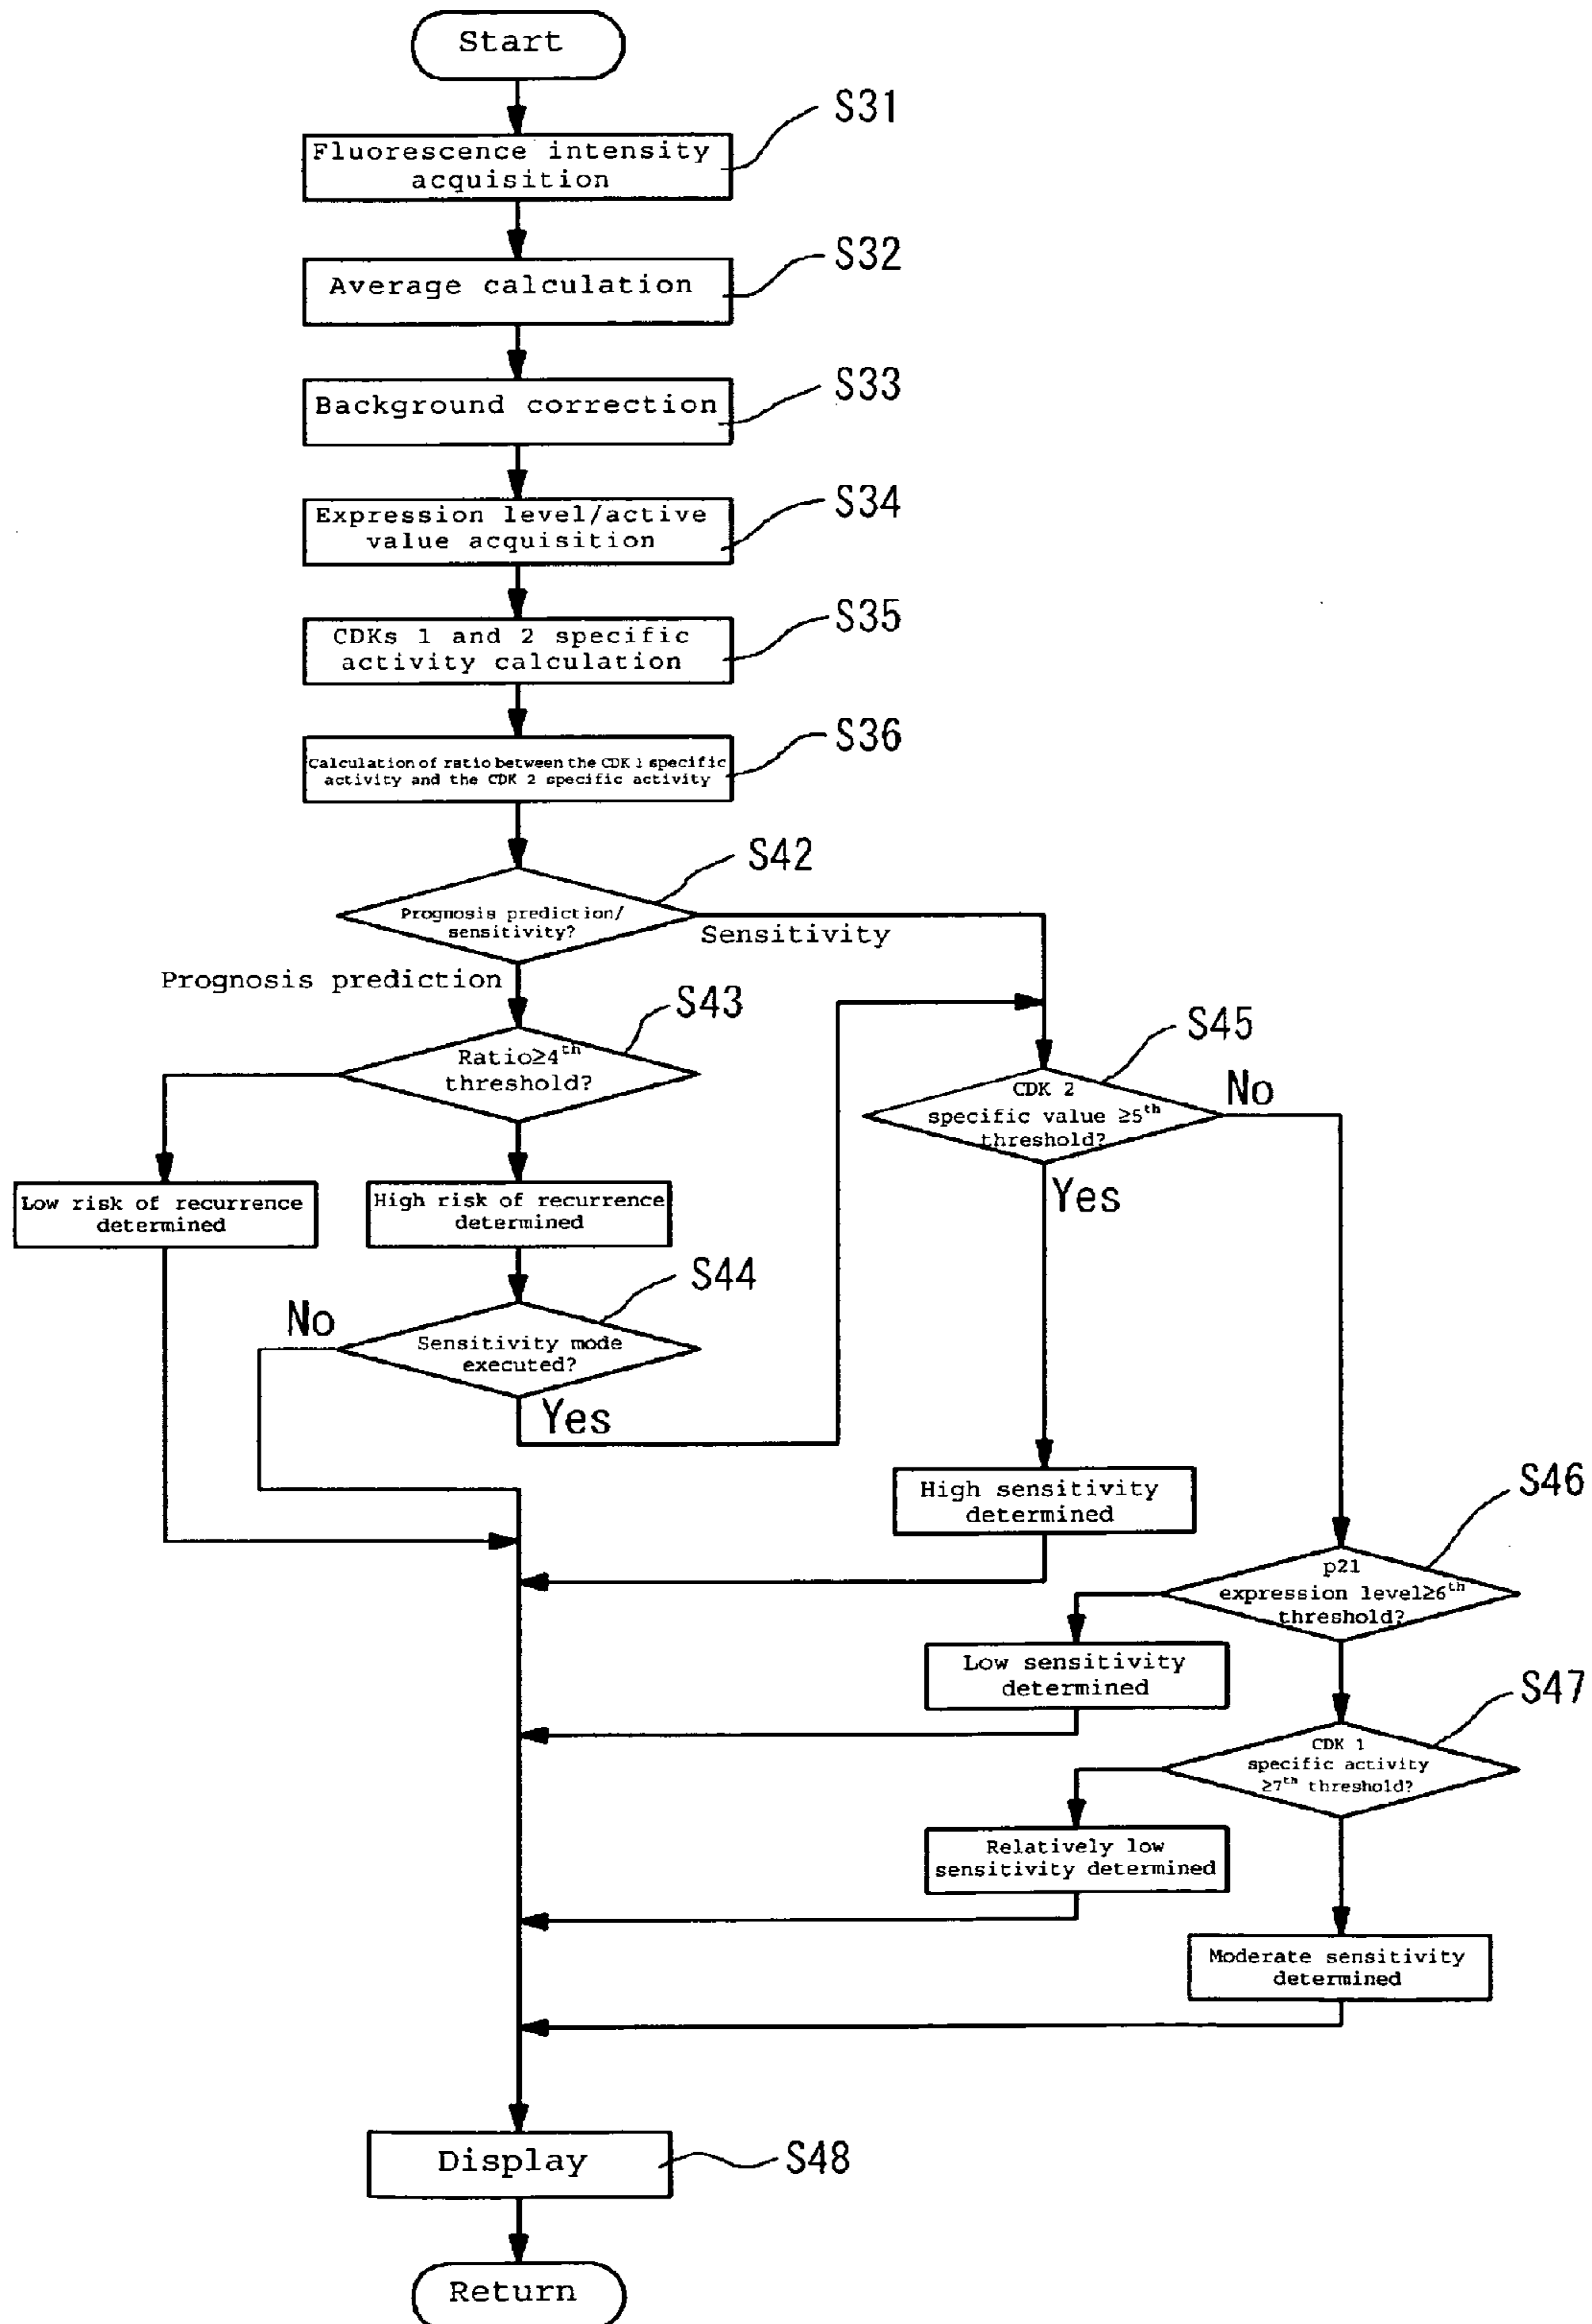 Start
S31
Fluorescence intensity
acquisition
S32
Average calculation
S33
Background correction
S34
Expression level/active
value acquisition
S35
CDKs 1 and 2 specific
activity calculation
S36
Calculation of ratio between the CDK 1 specific
activity and the CDK 2 specific activity
S42
Prognosis prediction/
sensitivity?
Sensitivity
Prognosis prediction
S43
Ratio≥4th
threshold?
S45
CDK 2
specific value ≥5th
threshold?
No
Yes
Low risk of recurrence
determined
High risk of recurrence
determined
S44
Sensitivity mode
executed?
No
Yes
High sensitivity
determined
S46
p21
expression level≥6th
threshold?
Low sensitivity
determined
S47
CDK 1
specific activity
≥7th threshold?
Relatively low
sensitivity determined
Moderate sensitivity
determined
Display
S48
Return